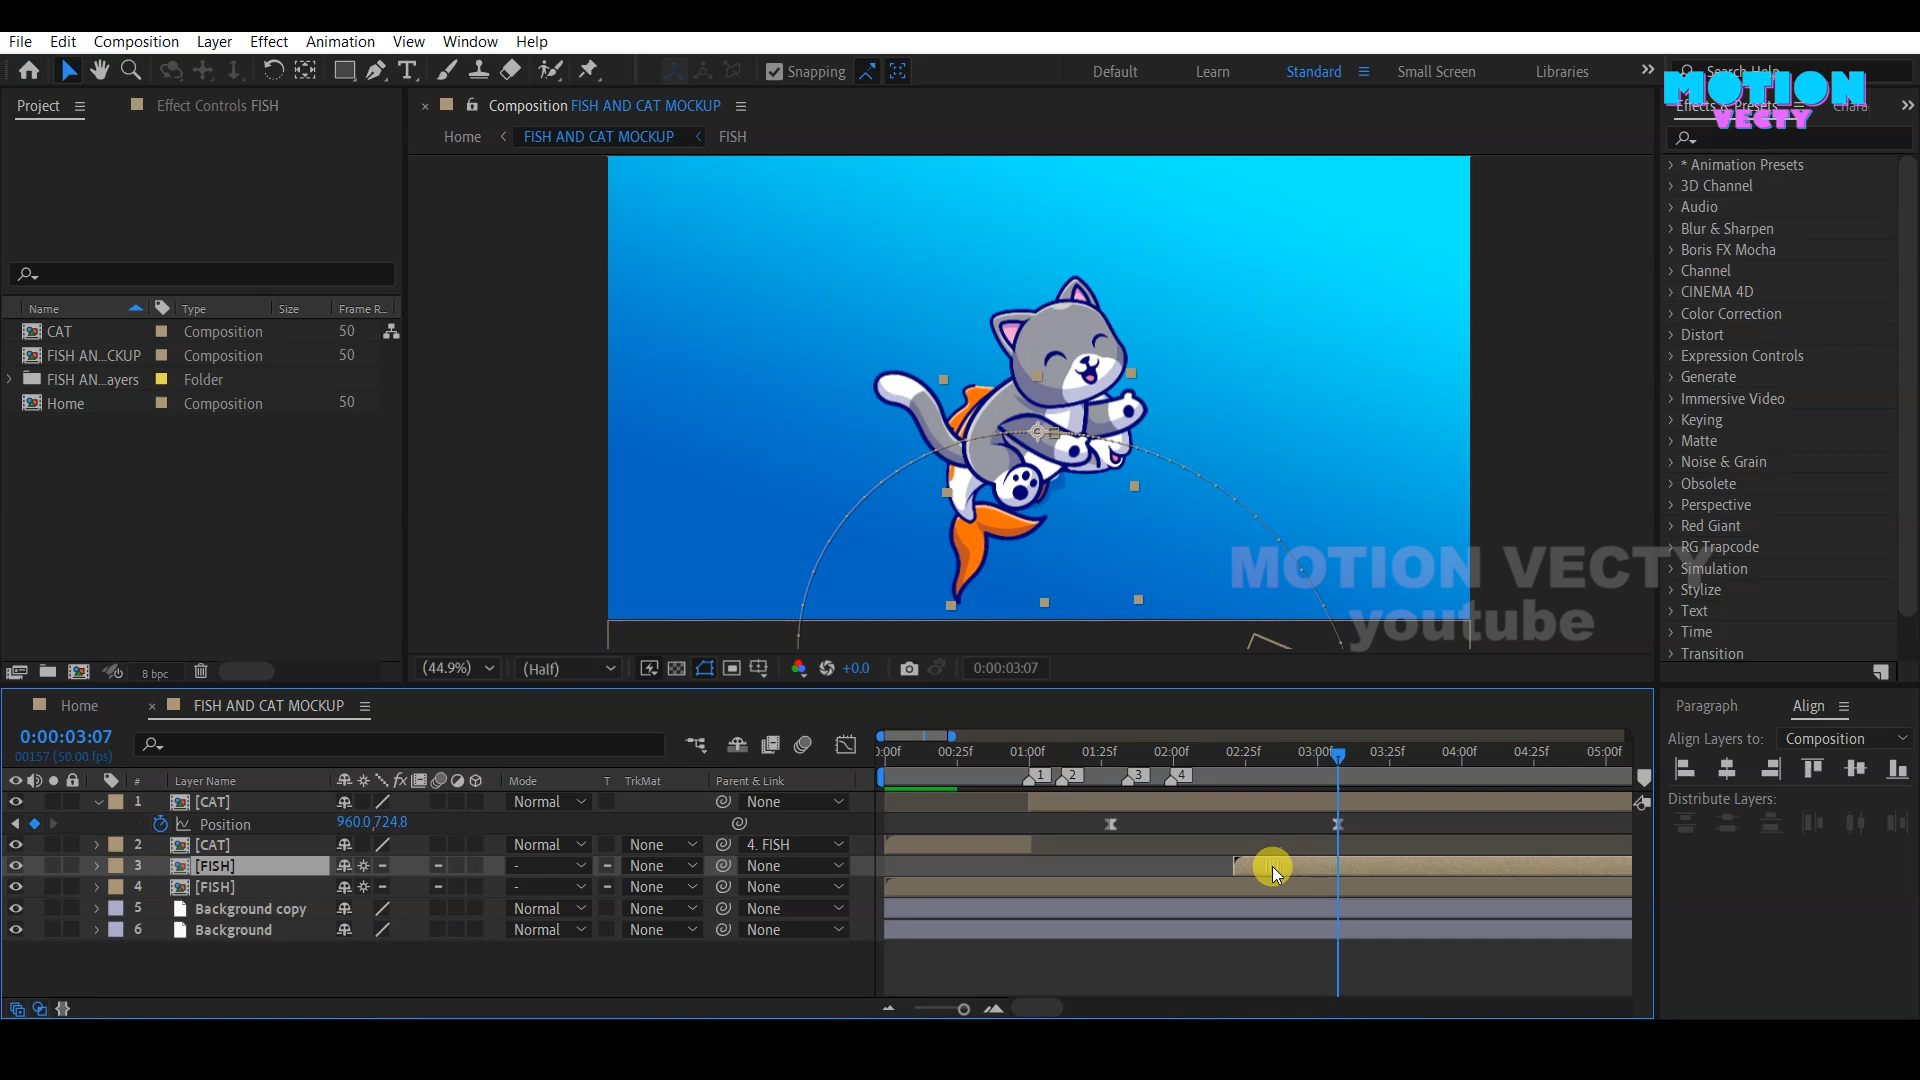 File Edit Composition Layer Effect Animation View Window Help
Snapping Default Learn Standard Small Screen Libraries Search Help
MOTION
VECTY
Project Effect Controls FISH
Composition FISH AND CAT MOCKUP
Effects & Presets Chara
Home FISH AND CAT MOCKUP FISH
* Animation Presets
3D Channel
Audio
Blur & Sharpen
Boris FX Mocha
Channel
CINEMA 4D
Color Correction
Distort
Expression Controls
Generate
Immersive Video
Keying
Matte
Noise & Grain
Obsolete
Perspective
Red Giant
RG Trapcode
Simulation
Stylize
Text
Time
Transition
Name Type Size Frame R...
CAT Composition 50
FISH AN...CKUP Composition 50
FISH AN...ayers Folder
Home Composition 50
MOTION VECTY
youtube
8 bpc
(44.9%) (Half) +0.0 0:00:03:07
Home FISH AND CAT MOCKUP
Paragraph Align
0:00:03:07
00157 (50.00 fps)
Align Layers to: Composition
Distribute Layers:
0:00f 00:25f 01:00f 01:25f 02:00f 02:25f 03:00f 03:25f 04:00f 04:25f 05:00f
1 2 3 4
# Layer Name fx Mode T TrkMat Parent & Link
1 [CAT] Normal None
Position 960.0,724.8
2 [CAT] Normal None 4. FISH
3 [FISH] - None None
4 [FISH] - None None
5 Background copy Normal None None
6 Background Normal None None